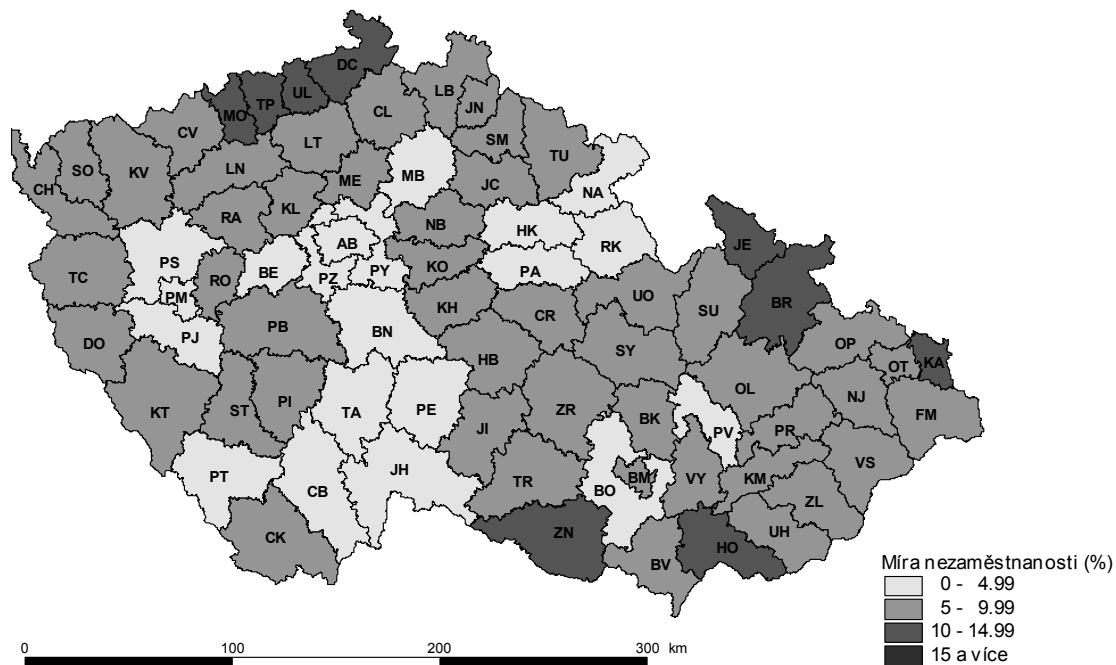 DC
LB
UL
TP
JN
MO
CL
CV
SM
LT
TU
LN
ME
MB
JC
SO
KV
CH
NA
RA
KL
NB
HK
RK
AB
JE
PS
BE
KO
TC
RO
PZ
PY
PA
PM
UO
BR
KH
CR
SU
PB
BN
PJ
DO
SY
OP
HB
KA
OT
OL
NJ
KT
ST
PI
TA
PE
ZR
BK
FM
JI
PV
PR
VS
PT
CB
JH
TR
BO
BM
VY
KM
ZL
CK
ZN
UH
HO
BV
Míra nezaměstnanosti (%)
0 - 4.99
5 - 9.99
10 - 14.99
15 a více
0 100 200 300 km